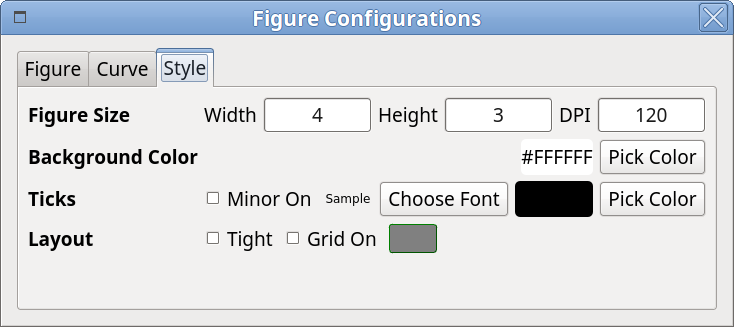 Figure Configurations
Figure Curve Style
Figure Size Width 4 Height 3 DPI 120
Background Color #FFFFFF Pick Color
Ticks Minor On Sample Choose Font Pick Color
Layout Tight Grid On